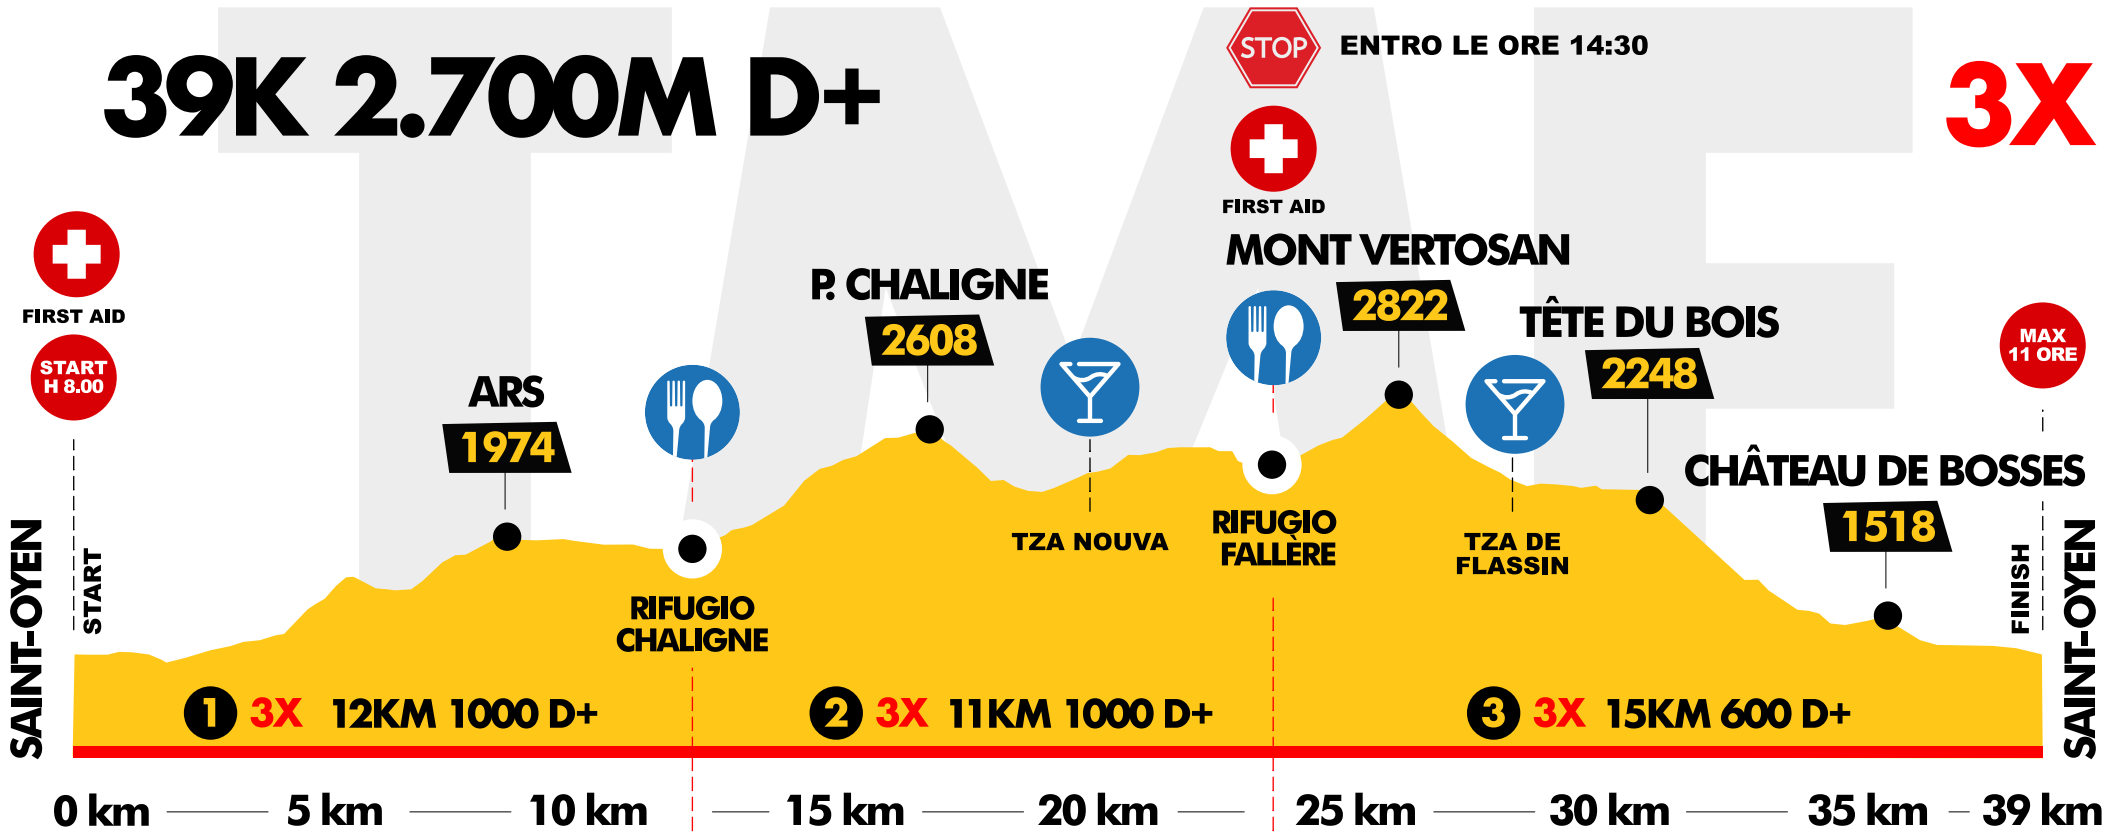 39K 2.700M D+
STOP
ENTRO LE ORE 14:30
3X
FIRST AID
START
H 8.00
FIRST AID
MONT VERTOSAN
2822
P. CHALIGNE
2608
ARS
1974
TÊTE DU BOIS
2248
MAX
11 ORE
CHÂTEAU DE BOSSES
1518
SAINT-OYEN
START
RIFUGIO
CHALIGNE
TZA NOUVA
RIFUGIO
FALLÈRE
TZA DE
FLASSIN
FINISH
SAINT-OYEN
1 3X 12KM 1000 D+
2 3X 11KM 1000 D+
3 3X 15KM 600 D+
0 km 5 km 10 km 15 km 20 km 25 km 30 km 35 km 39 km
TME